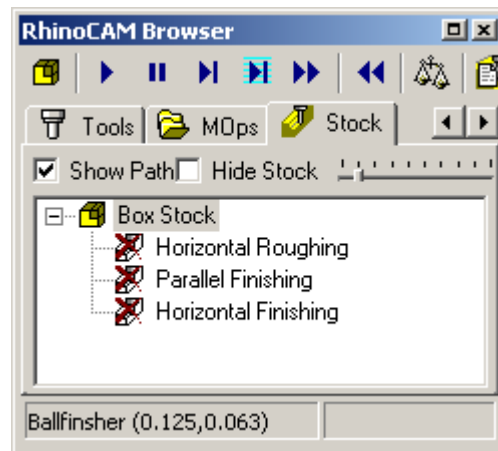 RhinoCAM Browser
Tools MOps Stock
Show Path Hide Stock
Box Stock
Horizontal Roughing
Parallel Finishing
Horizontal Finishing
Ballfinsher (0.125,0.063)